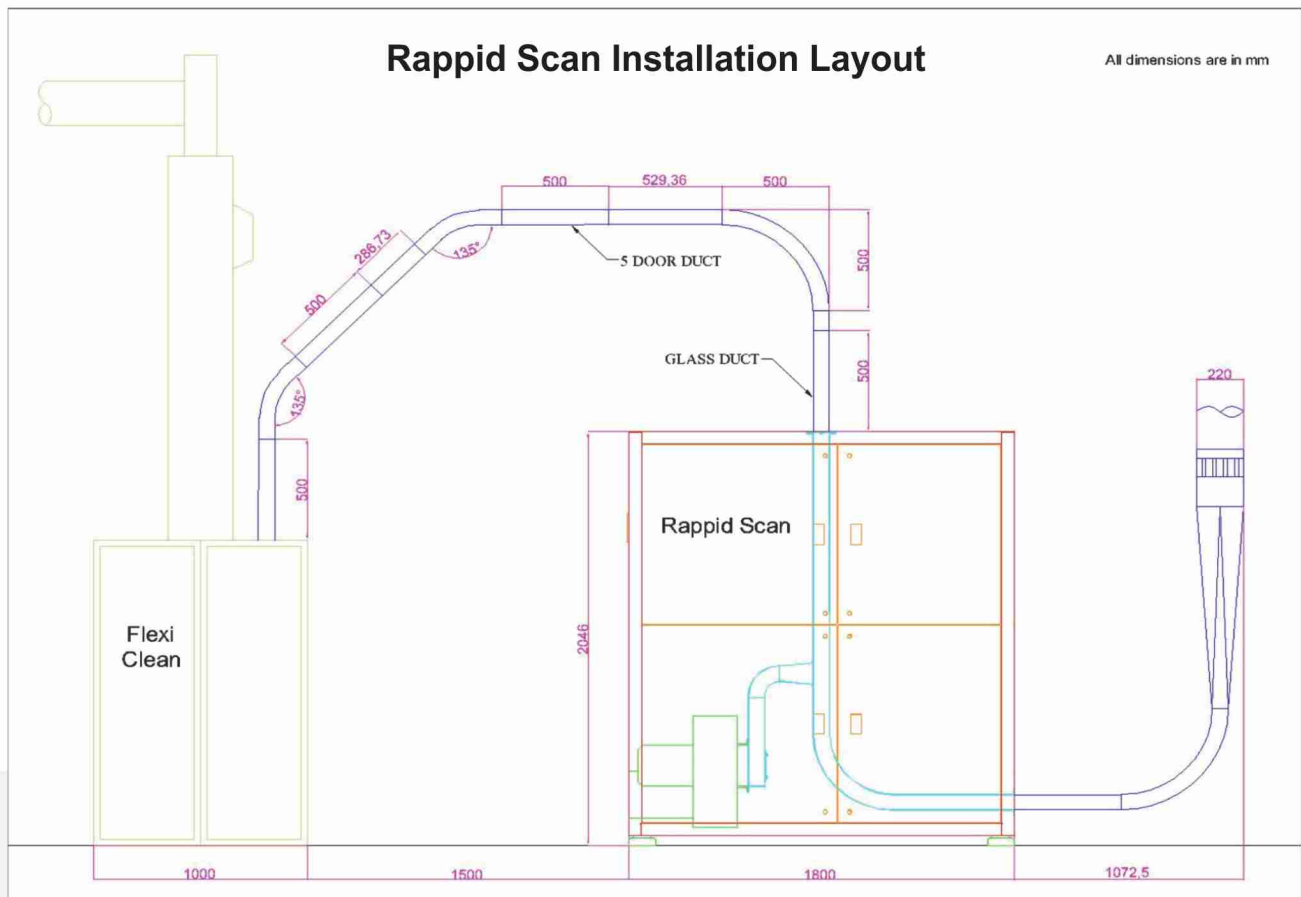 Rappid Scan Installation Layout
All dimensions are in mm
500
529,36
500
286,73
135°
500
5 DOOR DUCT
500
GLASS DUCT
500
135°
220
500
Rappid Scan
2046
Flexi
Clean
1000
1500
1800
1072,5